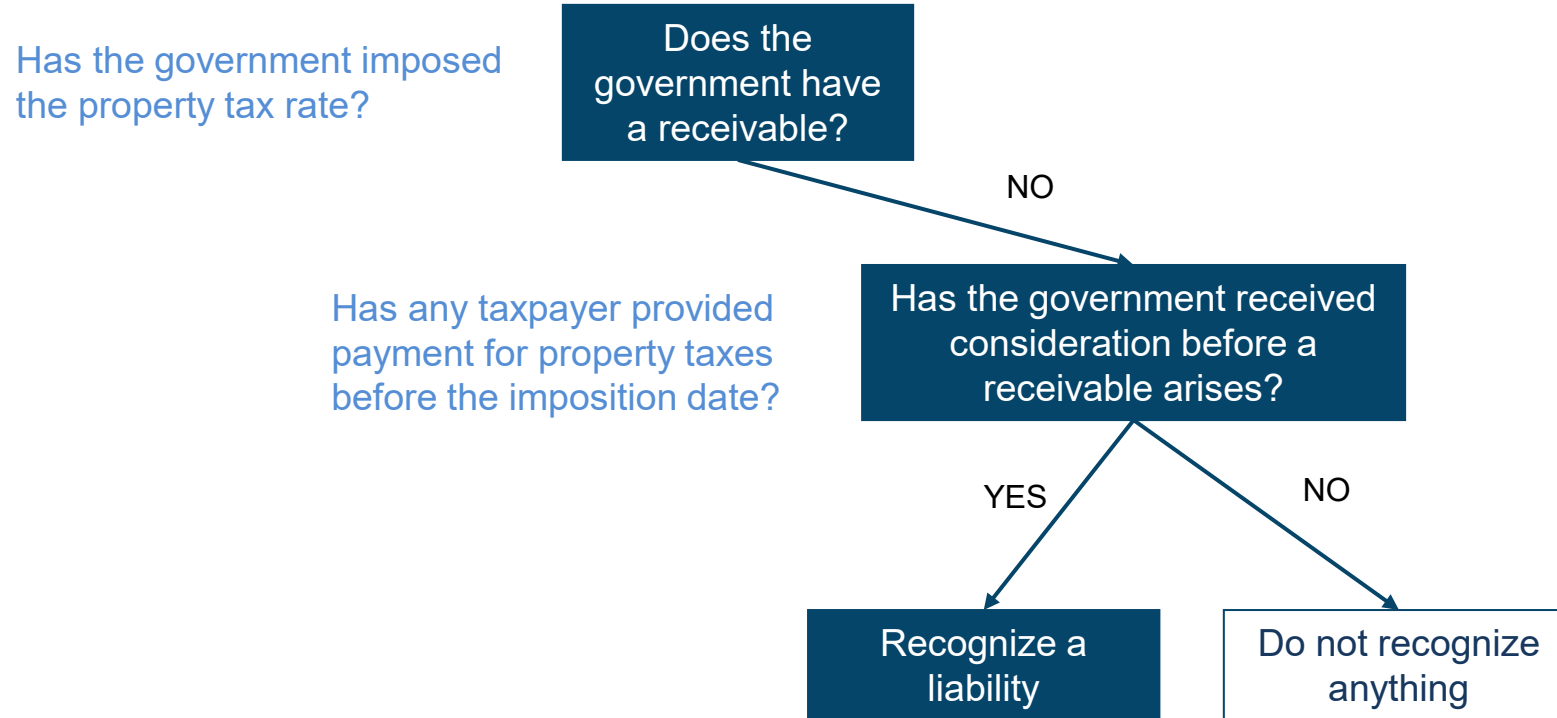 Has the government imposed
the property tax rate?
Does the
government have
a receivable?
NO
Has any taxpayer provided
payment for property taxes
before the imposition date?
Has the government received
consideration before a
receivable arises?
YES
NO
Recognize a
liability
Do not recognize
anything